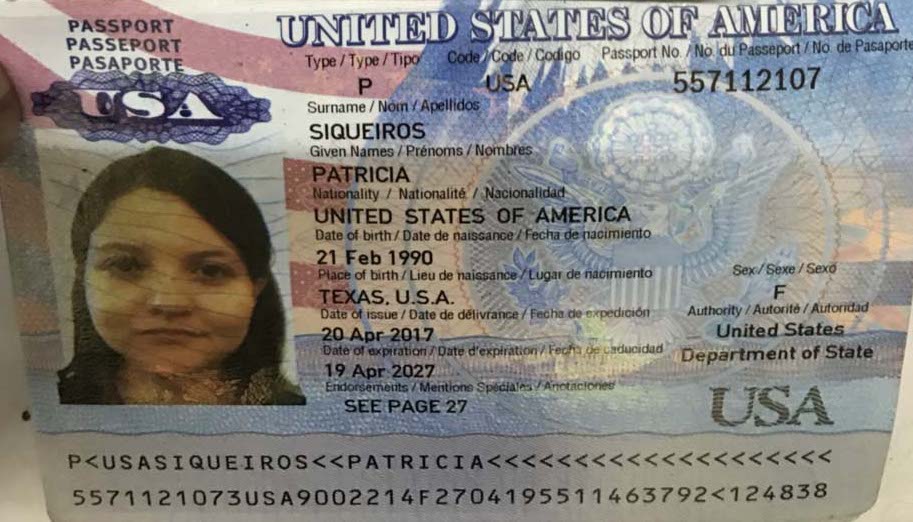 PASSPORT
PASSEPORT
PASAPORTE
USA
UNITED STATES OF AMERICA
Type / Type / Tipo Code / Code / Codigo Passport No. / No. du Passeport / No. de Pasaporte
P USA 557112107
Surname / Nom / Apellidos
SIQUEIROS
Given Names / Prénoms / Nombres
PATRICIA
Nationality / Nationalité / Nacionalidad
UNITED STATES OF AMERICA
Date of birth / Date de naissance / Fecha de nacimiento
21 Feb 1990
Place of birth / Lieu de naissance / Lugar de nacimiento Sex / Sexe / Sexo
TEXAS, U.S.A. F
Date of issue / Date de délivrance / Fecha de expedición Authority / Autorité / Autoridad
20 Apr 2017 United States
Date of expiration / Date d'expiration / Fecha de caducidad Department of State
19 Apr 2027
Endorsements / Mentions Spéciales / Anotaciones
SEE PAGE 27 USA
P<USASIQUEIROS<<PATRICIA<<<<<<<<<<<<<<<<<<<<
5571121073USA9002214F2704195511463792<124838